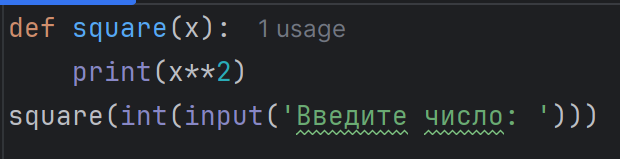 def square(x): 1 usage
    print(x**2)
square(int(input('Введите число: ')))